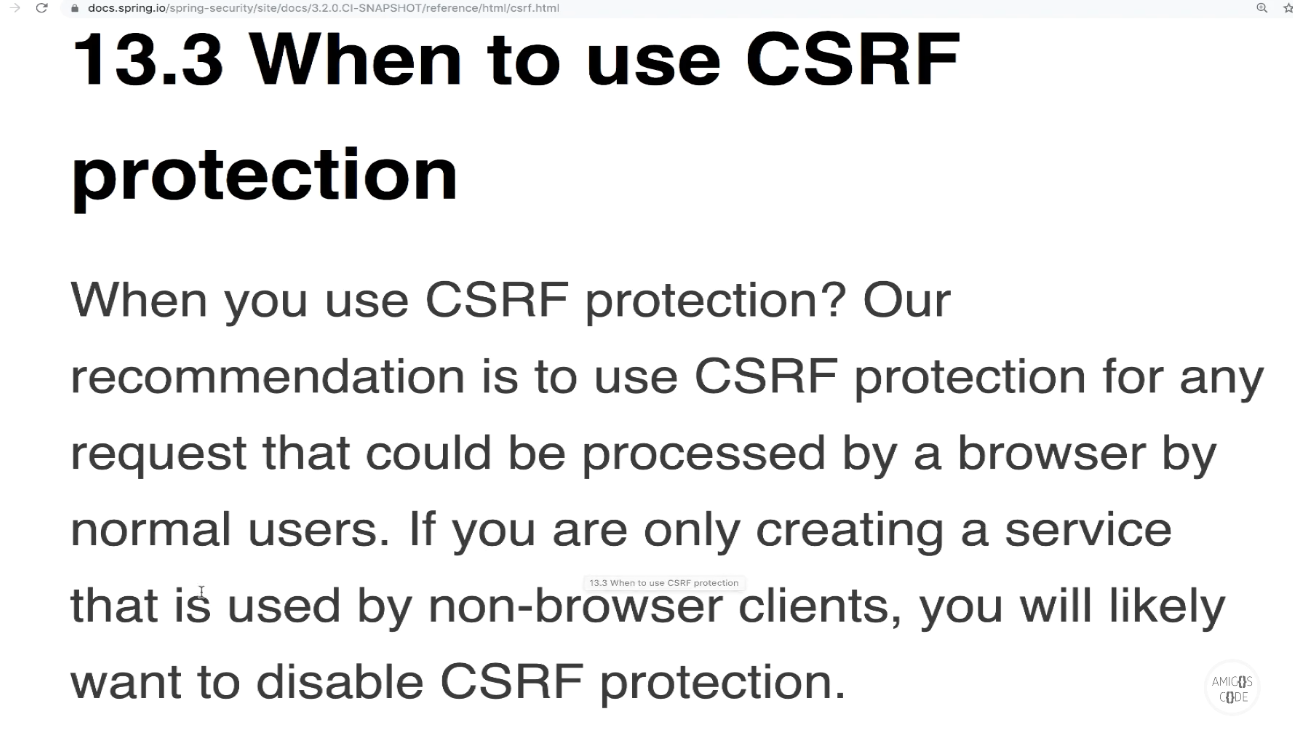 docs.spring.io/spring-security/site/docs/3.2.0.CI-SNAPSHOT/reference/html/csrf.html
13.3 When to use CSRF
protection
When you use CSRF protection? Our
recommendation is to use CSRF protection for any
request that could be processed by a browser by
normal users. If you are only creating a service
13.3 When to use CSRF protection
that is used by non-browser clients, you will likely
want to disable CSRF protection.
AMIGOS
CODE